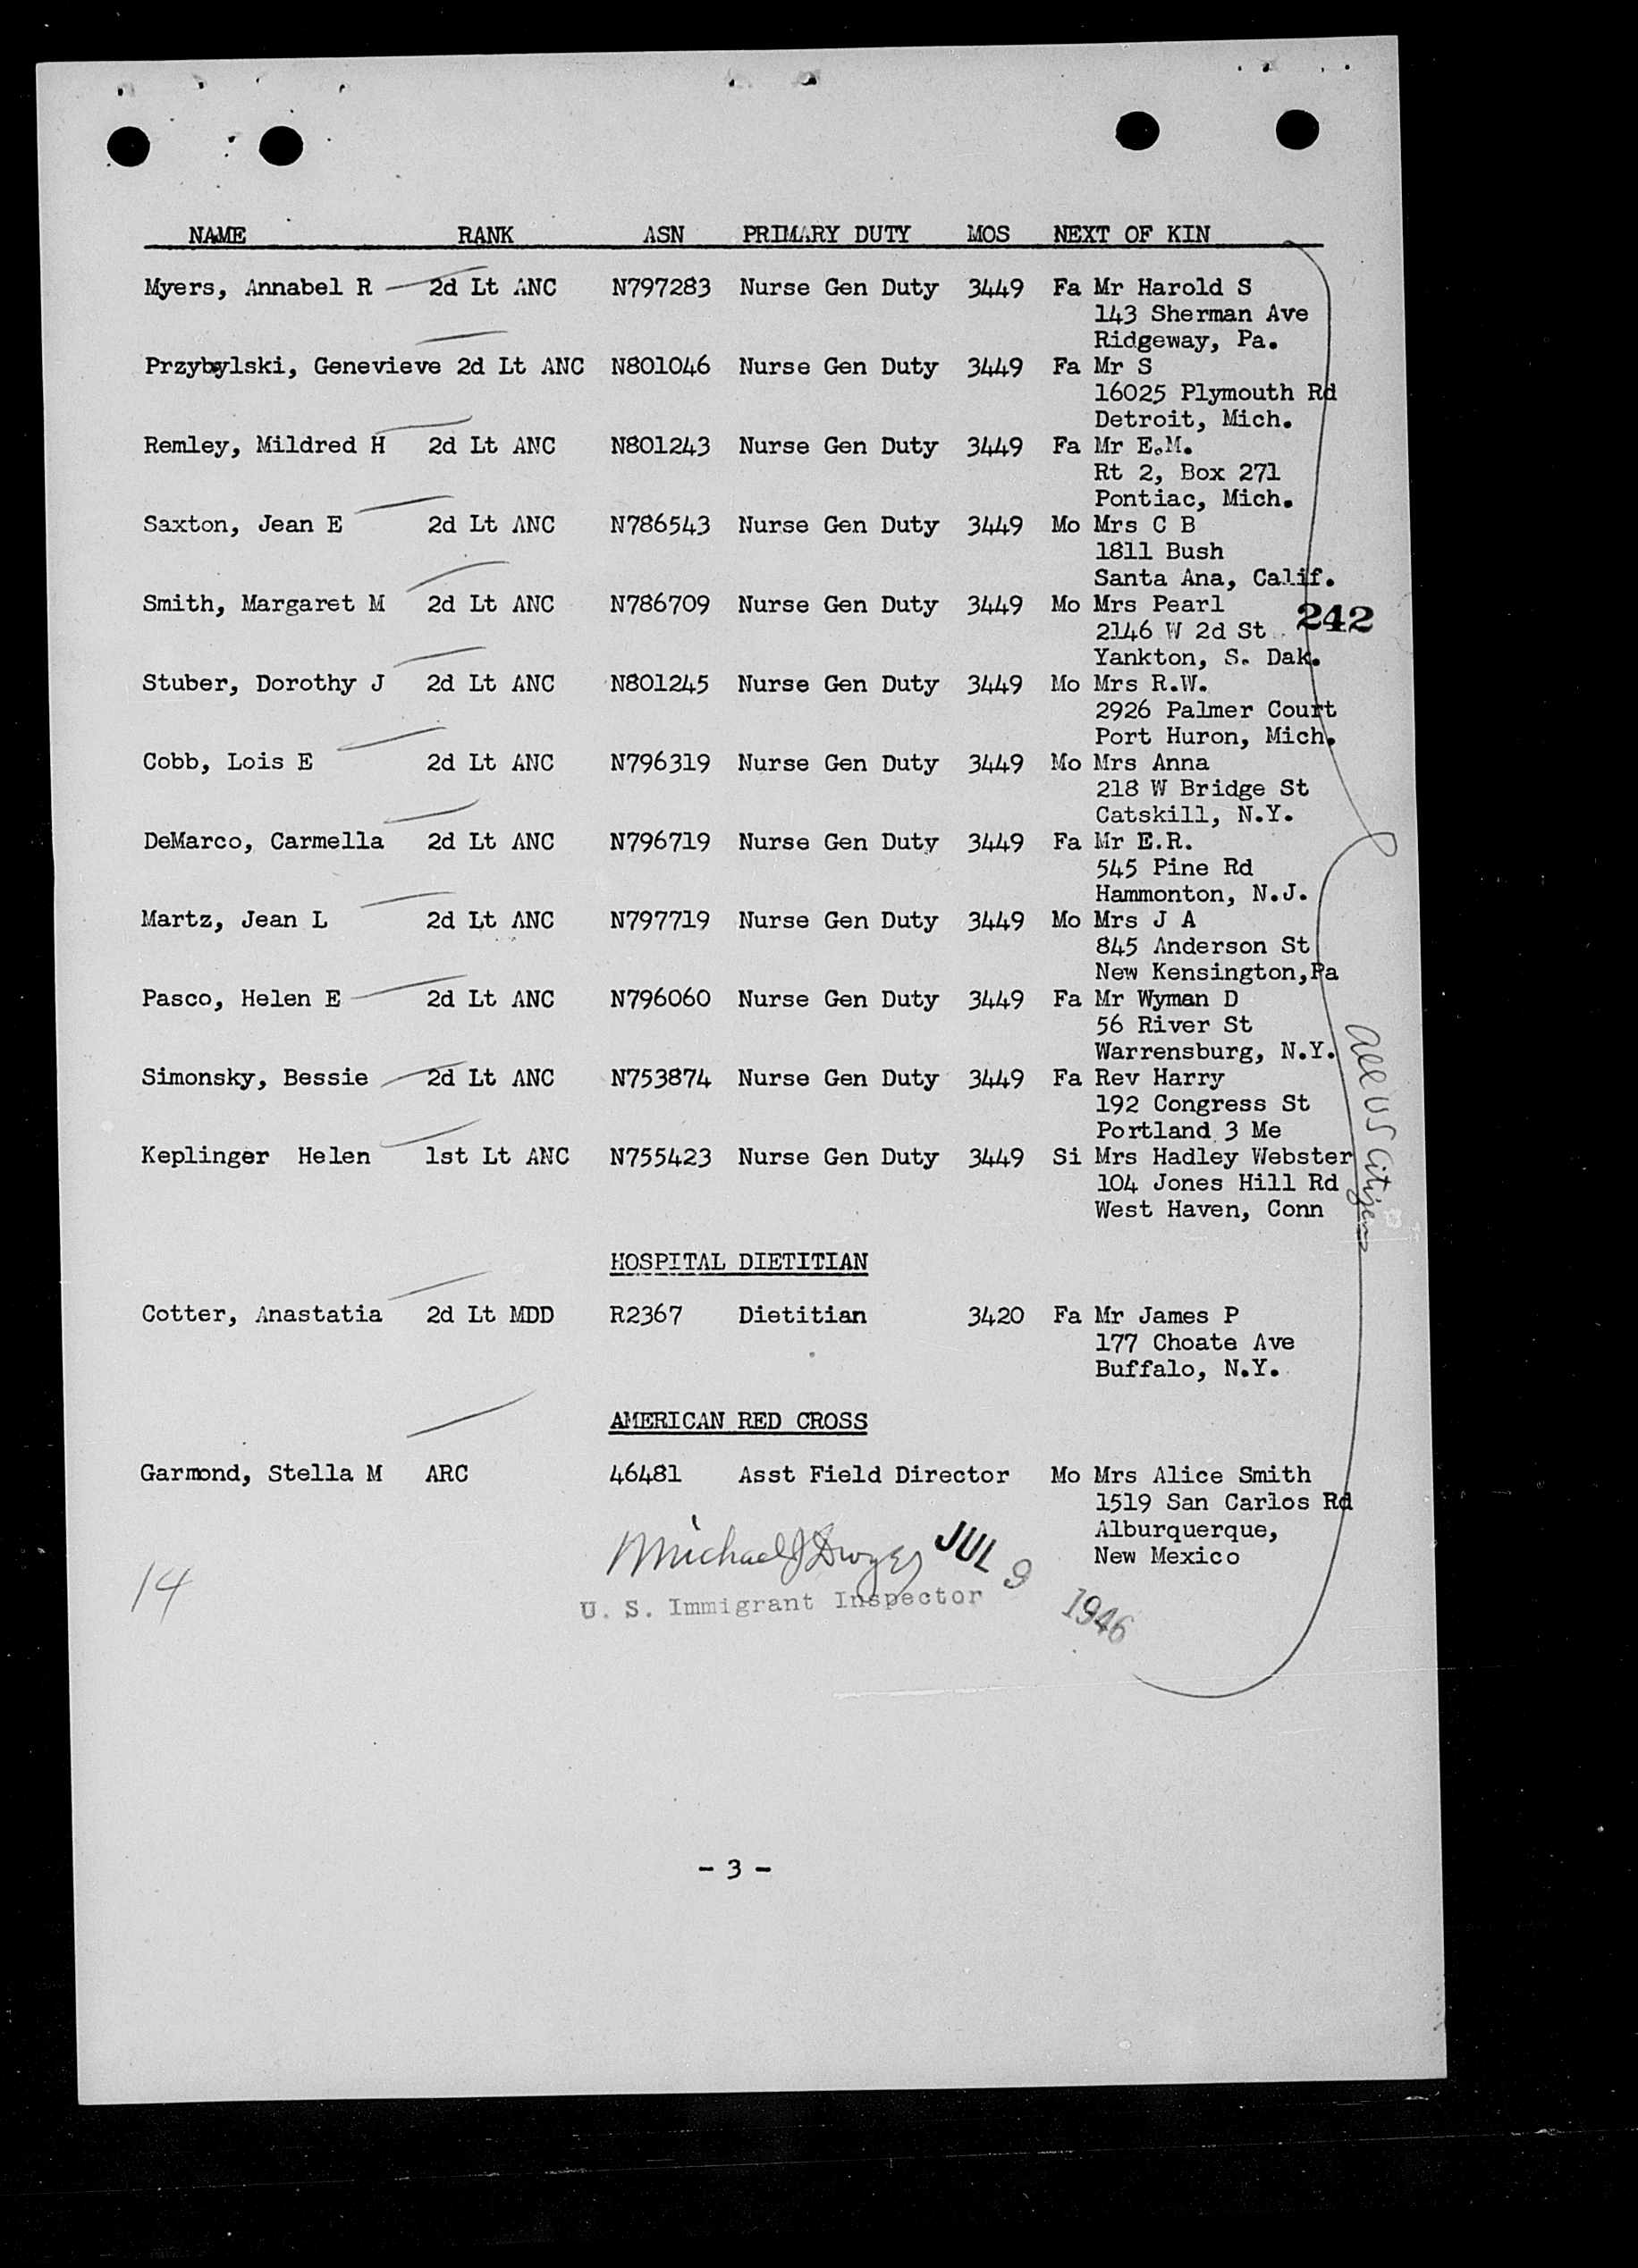 NAME RANK ASN PRIMARY DUTY MOS NEXT OF KIN
Myers, Annabel R 2d Lt ANC N797283 Nurse Gen Duty 3449 Fa Mr Harold S
143 Sherman Ave
Ridgeway, Pa.
Przybylski, Genevieve 2d Lt ANC N801046 Nurse Gen Duty 3449 Fa Mr S
16025 Plymouth Rd
Detroit, Mich.
Remley, Mildred H 2d Lt ANC N801243 Nurse Gen Duty 3449 Fa Mr E.M.
Rt 2, Box 271
Pontiac, Mich.
Saxton, Jean E 2d Lt ANC N786543 Nurse Gen Duty 3449 Mo Mrs C B
1811 Bush
Santa Ana, Calif.
Smith, Margaret M 2d Lt ANC N786709 Nurse Gen Duty 3449 Mo Mrs Pearl
2146 W 2d St 242
Yankton, S. Dak.
Stuber, Dorothy J 2d Lt ANC N801245 Nurse Gen Duty 3449 Mo Mrs R.W.
2926 Palmer Court
Port Huron, Mich.
Cobb, Lois E 2d Lt ANC N796319 Nurse Gen Duty 3449 Mo Mrs Anna
218 W Bridge St
Catskill, N.Y.
DeMarco, Carmella 2d Lt ANC N796719 Nurse Gen Duty 3449 Fa Mr E.R.
545 Pine Rd
Hammonton, N.J.
Martz, Jean L 2d Lt ANC N797719 Nurse Gen Duty 3449 Mo Mrs J A
845 Anderson St
New Kensington,Pa
Pasco, Helen E 2d Lt ANC N796060 Nurse Gen Duty 3449 Fa Mr Wyman D
56 River St
Warrensburg, N.Y.
Simonsky, Bessie 2d Lt ANC N753874 Nurse Gen Duty 3449 Fa Rev Harry
192 Congress St
Portland 3 Me
Keplinger Helen 1st Lt ANC N755423 Nurse Gen Duty 3449 Si Mrs Hadley Webster
104 Jones Hill Rd
West Haven, Conn
All US Citizens
HOSPITAL DIETITIAN
Cotter, Anastatia 2d Lt MDD R2367 Dietitian 3420 Fa Mr James P
177 Choate Ave
Buffalo, N.Y.
AMERICAN RED CROSS
Garmond, Stella M ARC 46481 Asst Field Director Mo Mrs Alice Smith
1519 San Carlos Rd
Alburquerque,
New Mexico
Michael J Dwyer JUL 9 1946
U. S. Immigrant Inspector
14
- 3 -